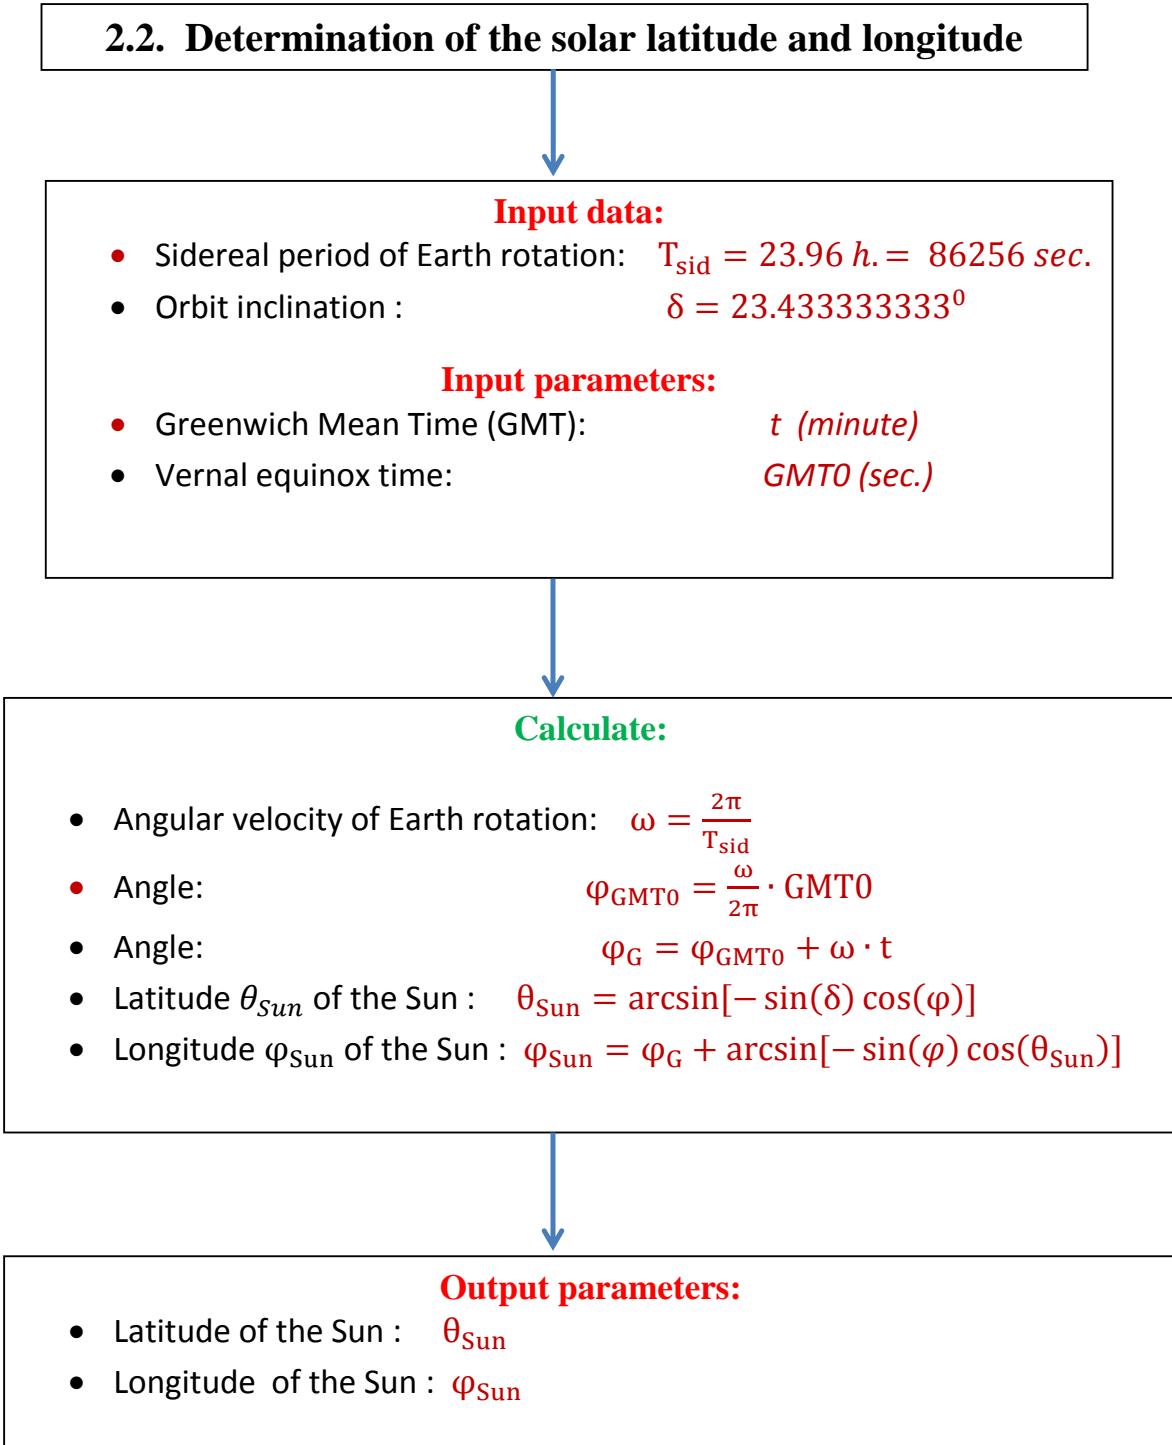 2.2. Determination of the solar latitude and longitude
Input data:
• Sidereal period of Earth rotation: T_sid = 23.96 h. = 86256 sec.
• Orbit inclination : δ = 23.433333333⁰
Input parameters:
• Greenwich Mean Time (GMT): t (minute)
• Vernal equinox time: GMT0 (sec.)
Calculate:
• Angular velocity of Earth rotation: ω = 2π/T_sid
• Angle: φ_GMT0 = ω/2π · GMT0
• Angle: φ_G = φ_GMT0 + ω · t
• Latitude θ_Sun of the Sun : θ_Sun = arcsin[− sin(δ) cos(φ)]
• Longitude φ_Sun of the Sun : φ_Sun = φ_G + arcsin[− sin(φ) cos(θ_Sun)]
Output parameters:
• Latitude of the Sun : θ_Sun
• Longitude of the Sun : φ_Sun